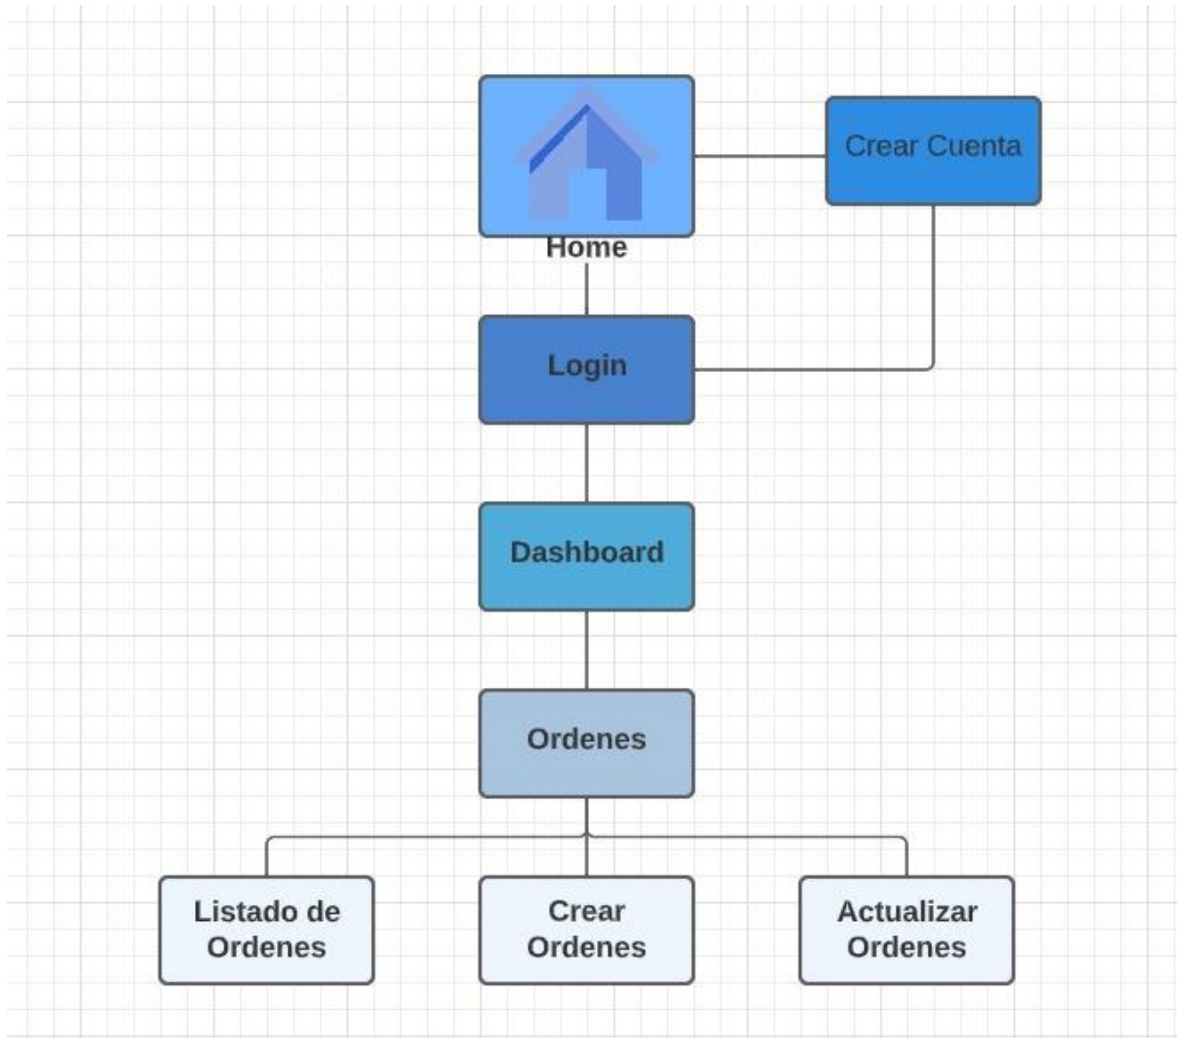 Crear Cuenta
Home
Login
Dashboard
Ordenes
Listado de
Ordenes
Crear
Ordenes
Actualizar
Ordenes